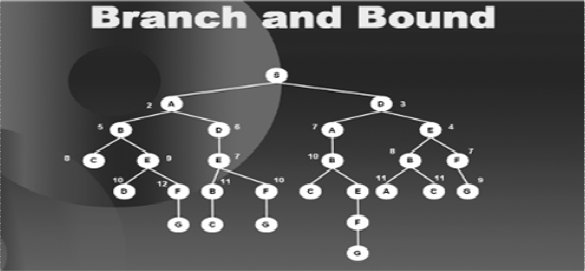 Branch and Bound
S
2 A D 3
5 B D 6 7 A E 4
8 C E 9 E 7 10 B 8 B F 7
10 D 12 F B 11 F 10 C E 11 A 11 C G 9
G C G F
G